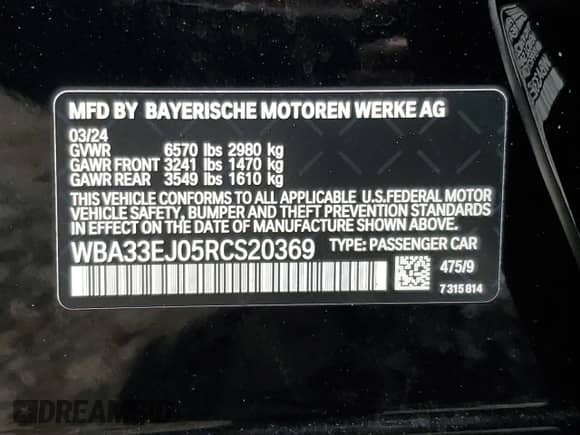 MFD BY BAYERISCHE MOTOREN WERKE AG
03/24
GVWR 6570 lbs 2980 kg
GAWR FRONT 3241 lbs 1470 kg
GAWR REAR 3549 lbs 1610 kg
THIS VEHICLE CONFORMS TO ALL APPLICABLE U.S.FEDERAL MOTOR
VEHICLE SAFETY, BUMPER AND THEFT PREVENTION STANDARDS
IN EFFECT ON THE DATE OF MANUFACTURE SHOWN ABOVE.
WBA33EJ05RCS20369 TYPE: PASSENGER CAR
475/9
7315814